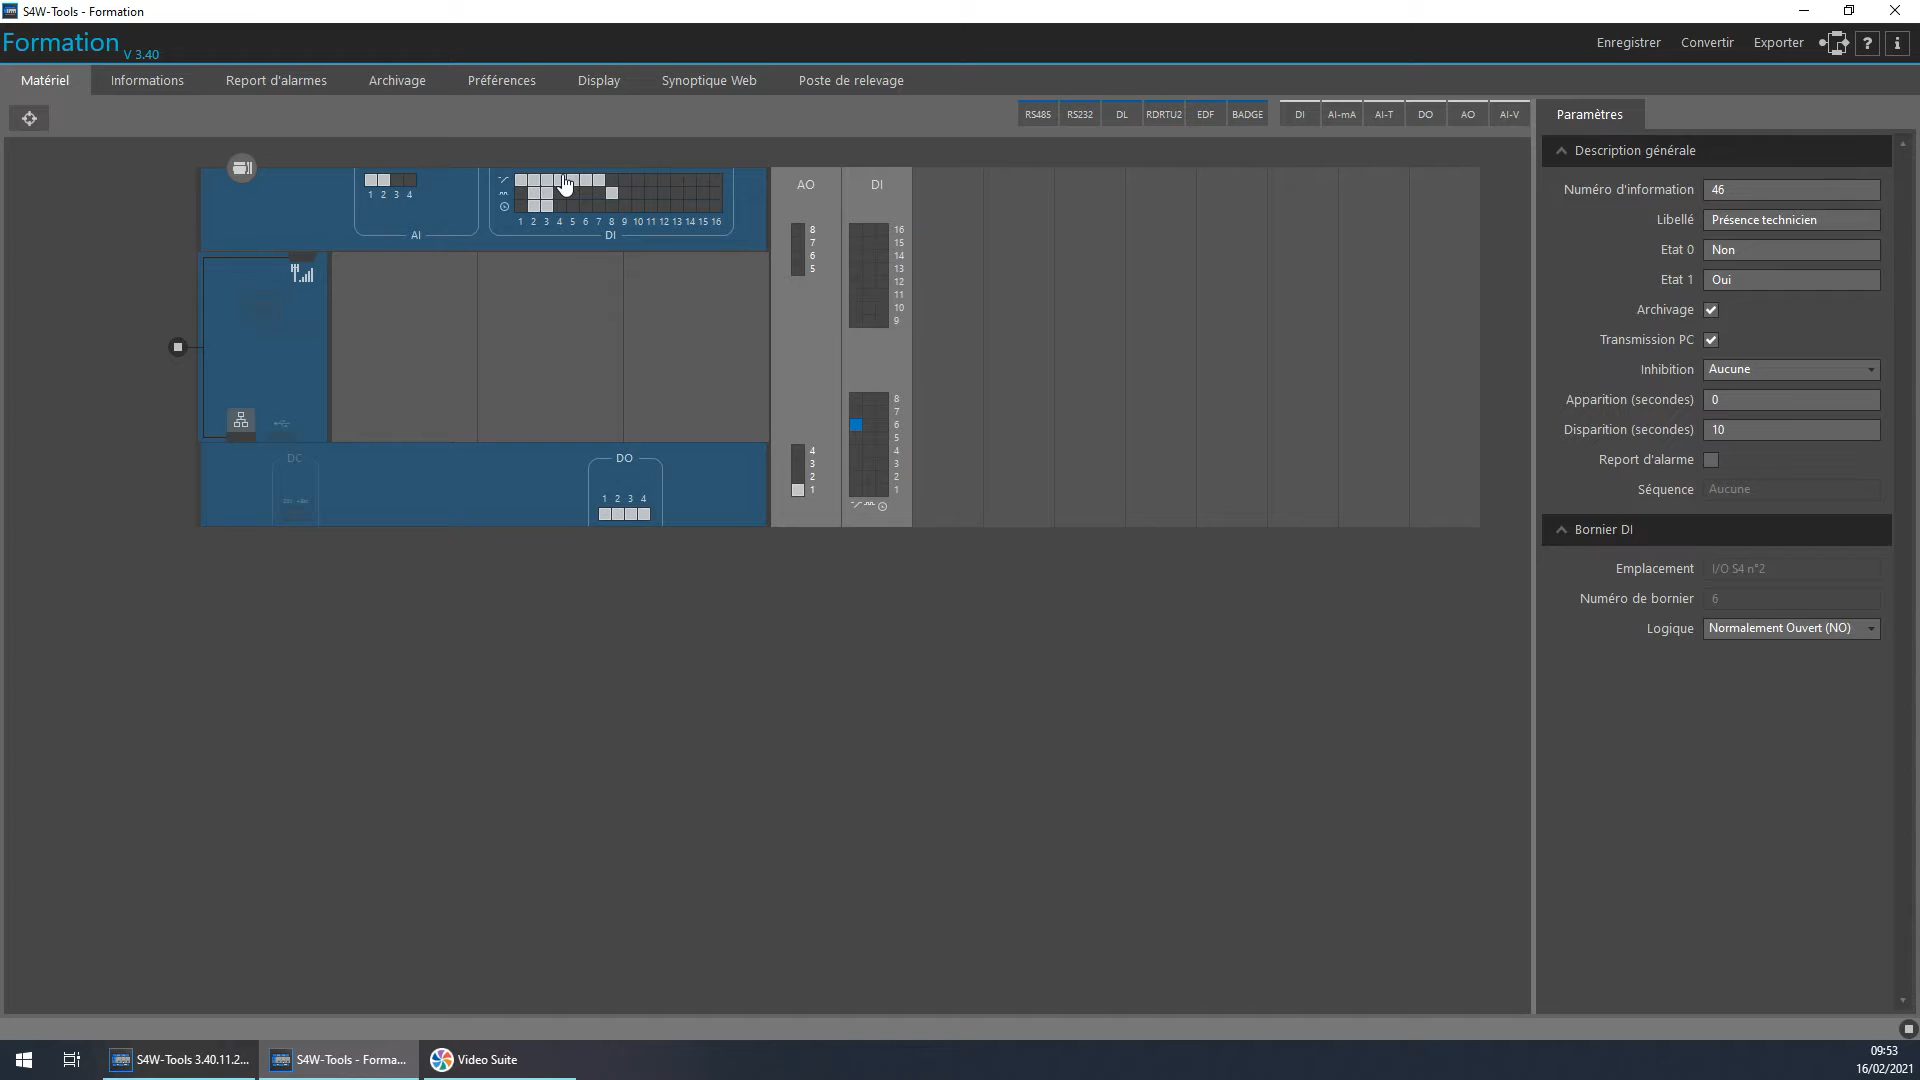 S4W-Tools - Formation
Formation V 3.40
Enregistrer Convertir Exporter ? i
Matériel Informations Report d'alarmes Archivage Préférences Display Synoptique Web Poste de relevage
RS485 RS232 DL RDRTU2 EDF BADGE DI AI-mA AI-T DO AO AI-V
Paramètres
Description générale
Numéro d'information 46
Libellé Présence technicien
Etat 0 Non
Etat 1 Oui
Archivage
Transmission PC
Inhibition Aucune
Apparition (secondes) 0
Disparition (secondes) 10
Report d'alarme
Séquence Aucune
Bornier DI
Emplacement I/O S4 n°2
Numéro de bornier 6
Logique Normalement Ouvert (NO)
1 2 3 4
AI
1 2 3 4 5 6 7 8 9 10 11 12 13 14 15 16
DI
DC
DO
1 2 3 4
AO
8
7
6
5
4
3
2
1
DI
16
15
14
13
12
11
10
9
8
7
6
5
4
3
2
1
S4W-Tools 3.40.11.2...
S4W-Tools - Forma...
Video Suite
09:53
16/02/2021